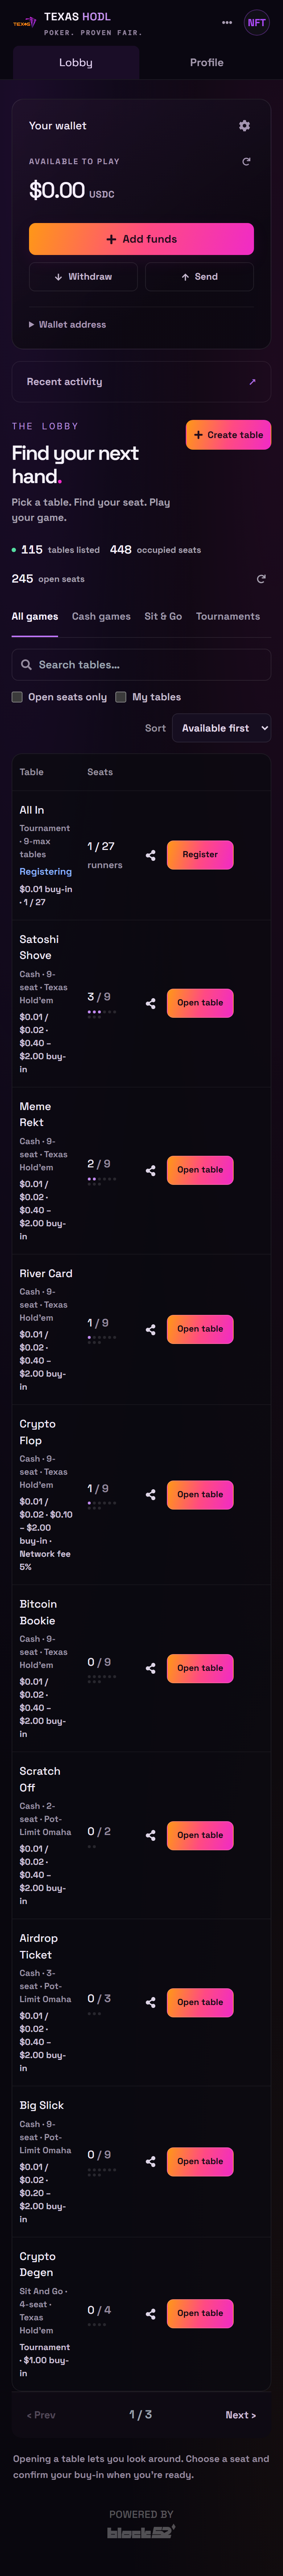 TEXAS HODL
POKER. PROVEN FAIR.
NFT
Lobby
Profile
Your wallet
AVAILABLE TO PLAY
$0.00 USDC
+ Add funds
↓ Withdraw
↑ Send
▶ Wallet address
Recent activity ↗
THE LOBBY
+ Create table
Find your next
hand.
Pick a table. Find your seat. Play
your game.
115 tables listed 448 occupied seats
245 open seats
All games Cash games Sit & Go Tournaments
Search tables...
Open seats only My tables
Sort Available first
Table Seats
All In
Tournament
· 9-max
tables
Registering
$0.01 buy-in
· 1 / 27
1 / 27
runners
Register
Satoshi
Shove
Cash · 9-
seat · Texas
Hold'em
$0.01 /
$0.02 ·
$0.40 –
$2.00 buy-
in
3 / 9
Open table
Meme
Rekt
Cash · 9-
seat · Texas
Hold'em
$0.01 /
$0.02 ·
$0.40 –
$2.00 buy-
in
2 / 9
Open table
River Card
Cash · 9-
seat · Texas
Hold'em
$0.01 /
$0.02 ·
$0.40 –
$2.00 buy-
in
1 / 9
Open table
Crypto
Flop
Cash · 9-
seat · Texas
Hold'em
$0.01 /
$0.02 · $0.10
– $2.00
buy-in ·
Network fee
5%
1 / 9
Open table
Bitcoin
Bookie
Cash · 9-
seat · Texas
Hold'em
$0.01 /
$0.02 ·
$0.40 –
$2.00 buy-
in
0 / 9
Open table
Scratch
Off
Cash · 2-
seat · Pot-
Limit Omaha
$0.01 /
$0.02 ·
$0.40 –
$2.00 buy-
in
0 / 2
Open table
Airdrop
Ticket
Cash · 3-
seat · Pot-
Limit Omaha
$0.01 /
$0.02 ·
$0.40 –
$2.00 buy-
in
0 / 3
Open table
Big Slick
Cash · 9-
seat · Pot-
Limit Omaha
$0.01 /
$0.02 ·
$0.20 –
$2.00 buy-
in
0 / 9
Open table
Crypto
Degen
Sit And Go ·
4-seat ·
Texas
Hold'em
Tournament
· $1.00 buy-
in
0 / 4
Open table
‹ Prev 1 / 3 Next ›
Opening a table lets you look around. Choose a seat and
confirm your buy-in when you're ready.
POWERED BY
block52